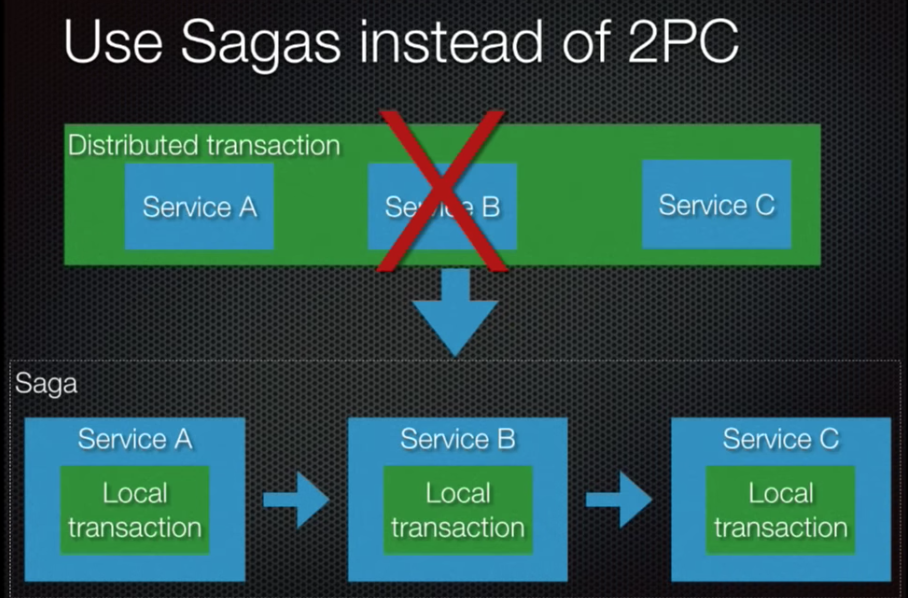 Use Sagas instead of 2PC
Distributed transaction
Service A
Service B
Service C
Saga
Service A
Service B
Service C
Local
transaction
Local
transaction
Local
transaction